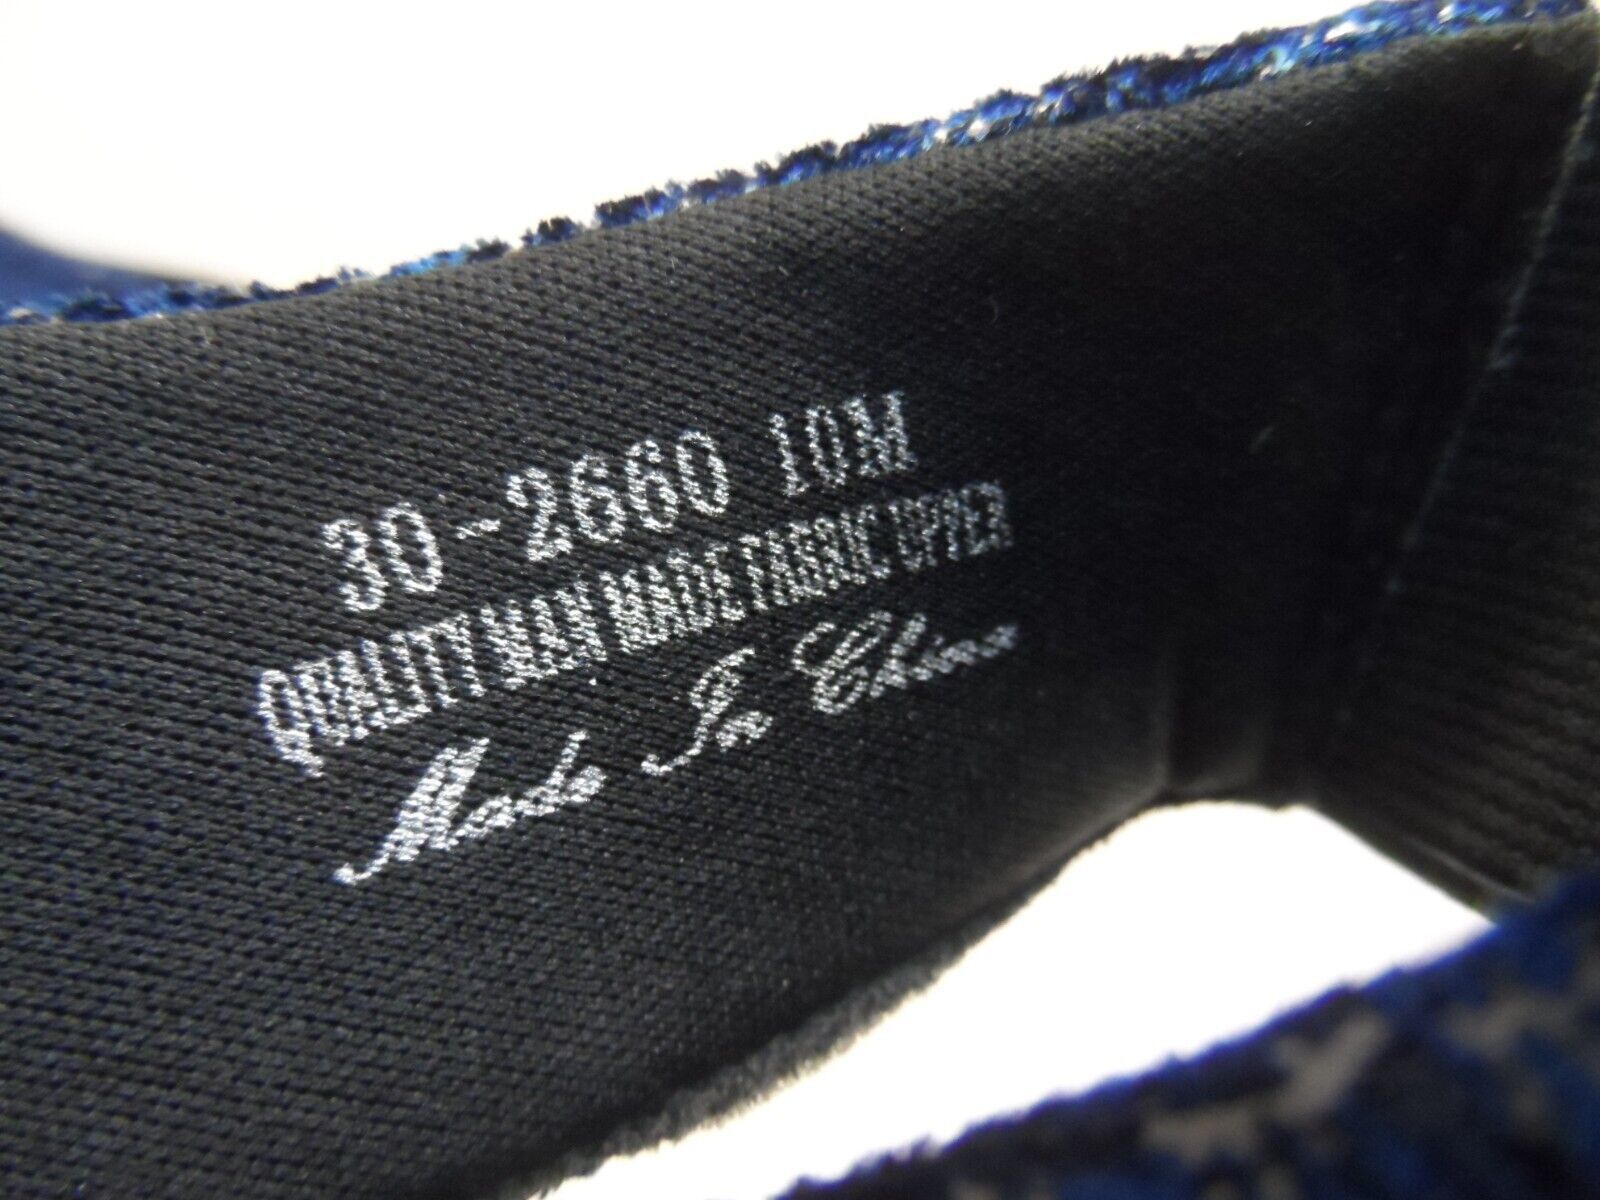 30-2660 10M
QUALITY MAN MADE FABRIC UPPER
Made In China